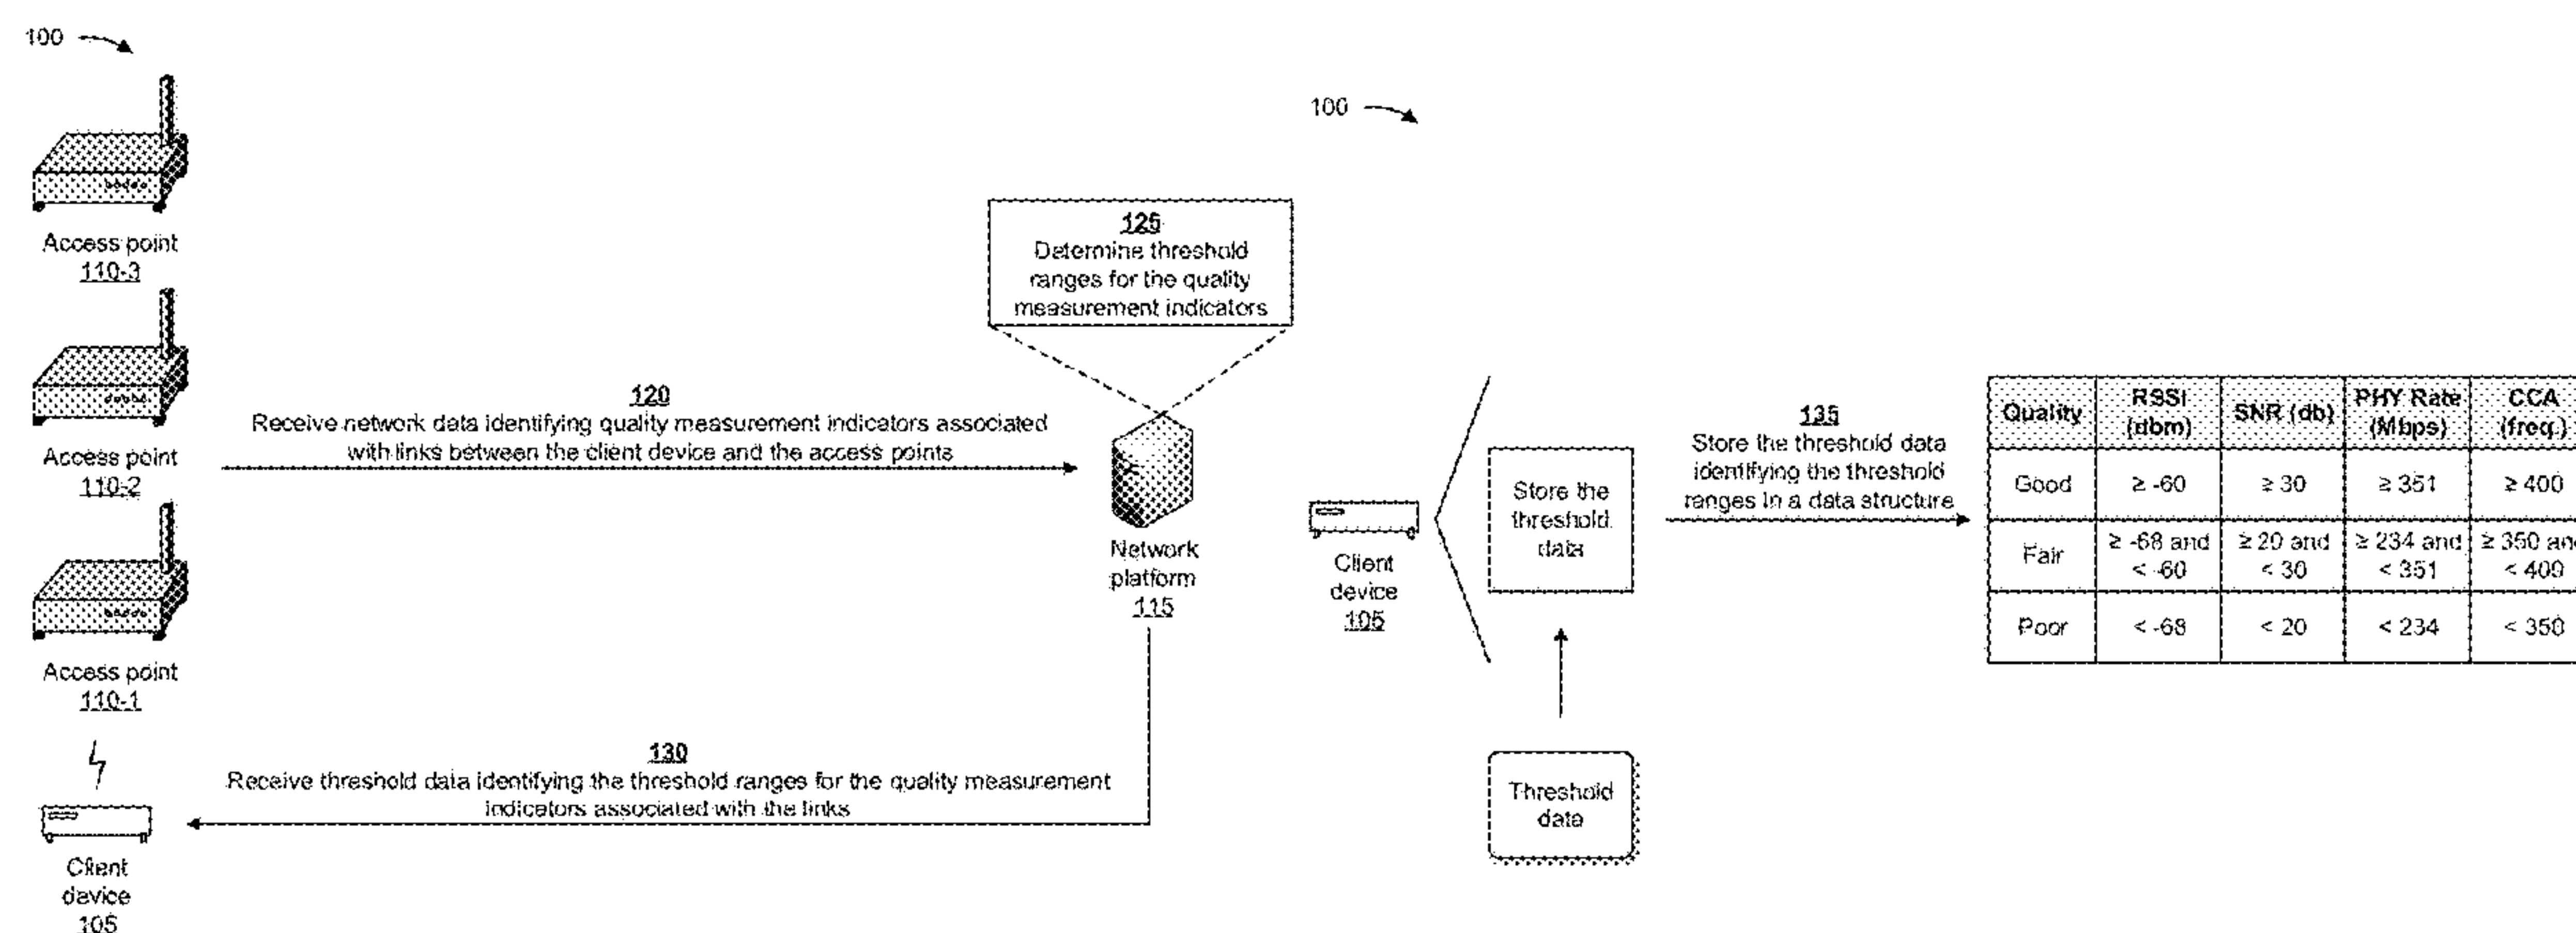 100
Access point
110-3
Access point
110-2
Access point
110-1
Client
device
105
120
Receive network data identifying quality measurement indicators associated
with links between the client device and the access points
125
Determine threshold
ranges for the quality
measurement indicators
Network
platform
115
130
Receive threshold data identifying the threshold ranges for the quality measurement
indicators associated with the links
100
Client
device
105
Store the
threshold
data
Threshold
data
135
Store the threshold data
identifying the threshold
ranges in a data structure
Quality RSSI (dbm) SNR (db) PHY Rate (Mbps) CCA (freq.)
Good ≥ -60 ≥ 30 ≥ 351 ≥ 400
Fair ≥ -68 and < -60 ≥ 20 and < 30 ≥ 234 and < 351 ≥ 350 and < 400
Poor < -68 < 20 < 234 < 350